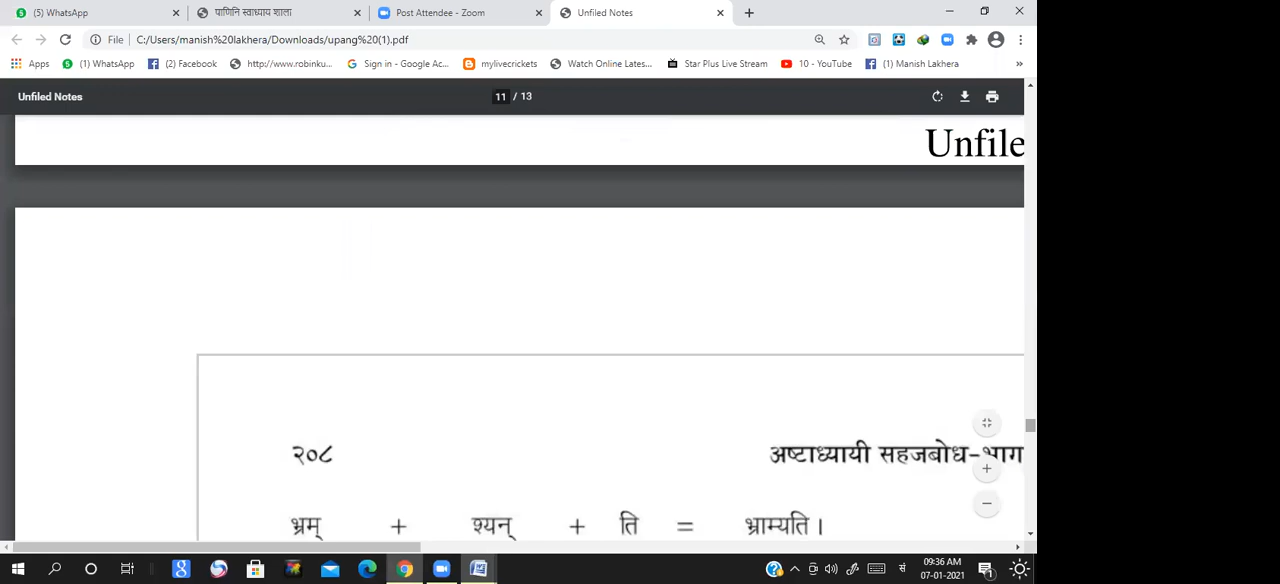 (5) WhatsApp
पाणिनि स्वाध्याय शाला
Post Attendee - Zoom
Unfiled Notes
File
C:/Users/manish%20lakhera/Downloads/upang%20(1).pdf
Apps
(1) WhatsApp
(2) Facebook
http://www.robinku...
Sign in - Google Ac...
mylivecrickets
Watch Online Lates...
Star Plus Live Stream
10 - YouTube
(1) Manish Lakhera
»
Unfiled Notes
11 / 13
Unfile
२०८
अष्टाध्यायी सहजबोध-भाग
भ्रम् + श्यन् + ति = भ्राम्यति ।
09:36 AM
07-01-2021